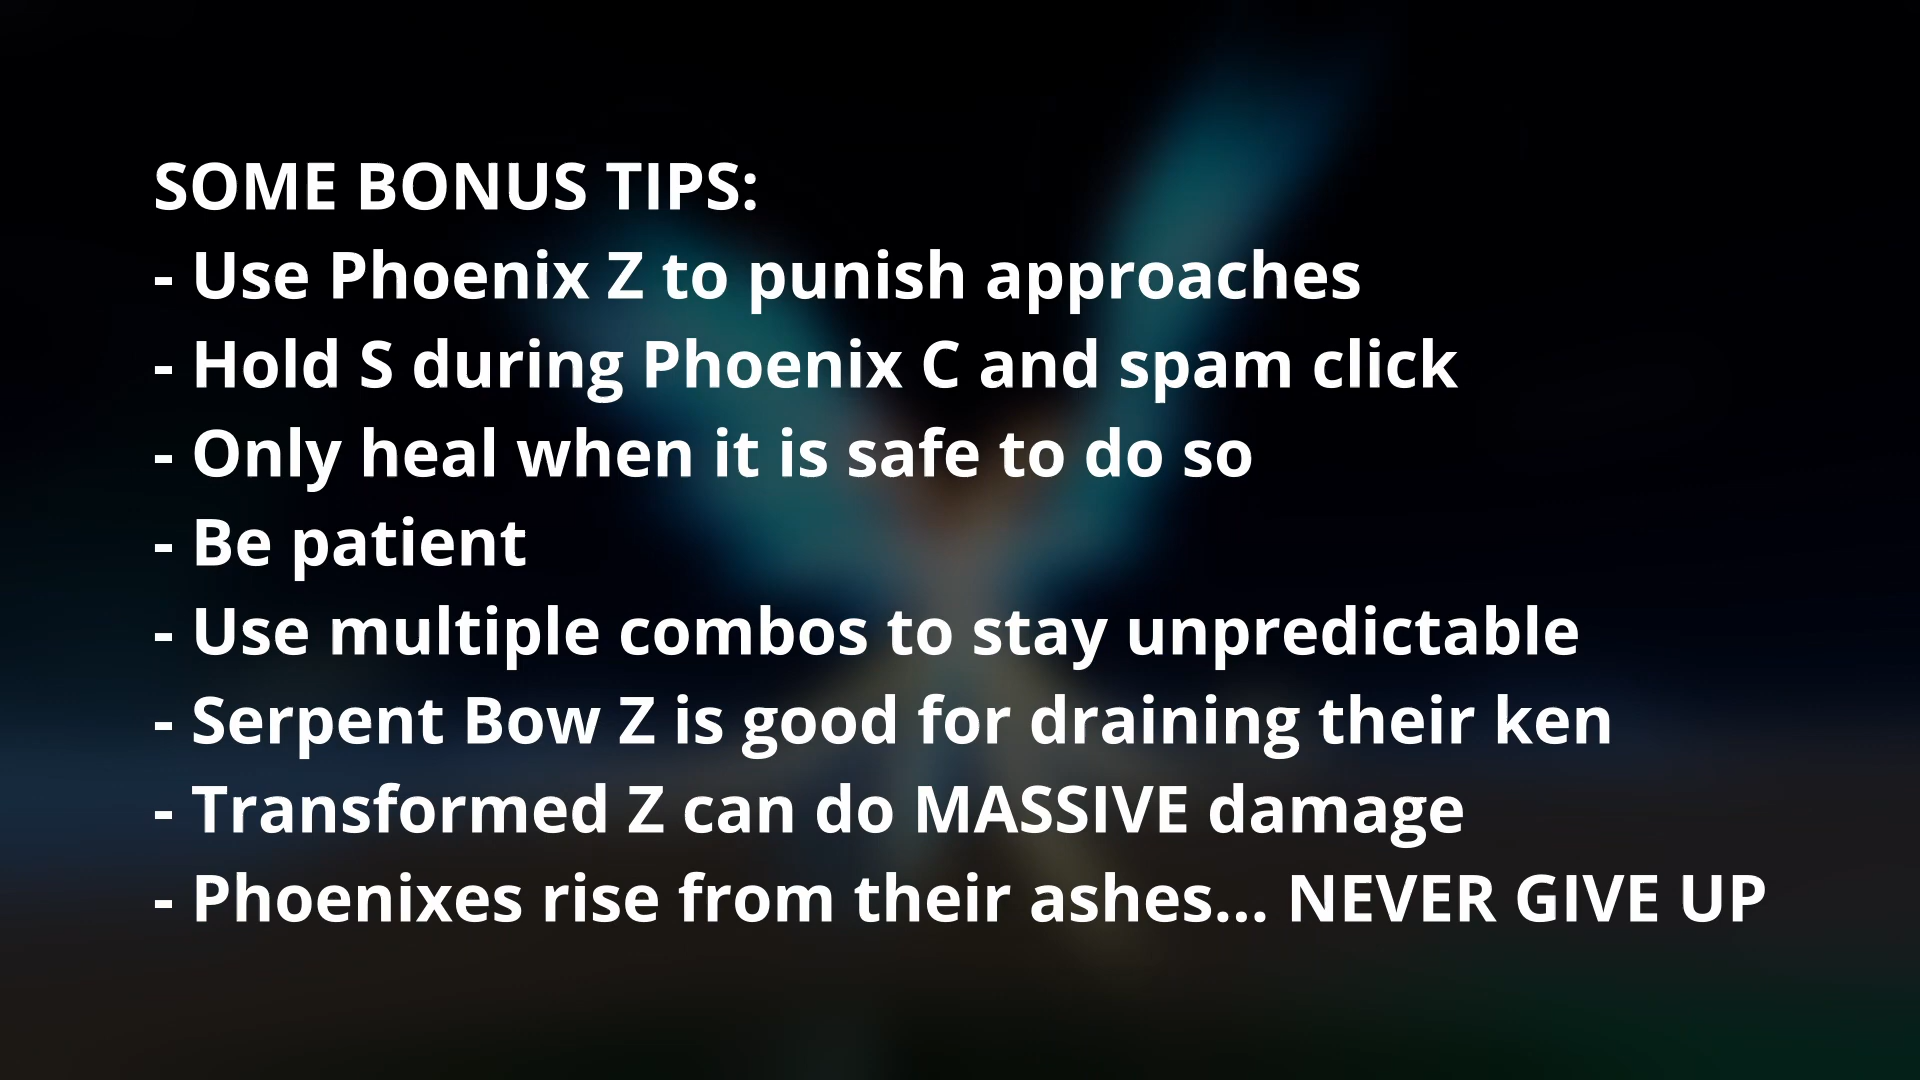 SOME BONUS TIPS:
- Use Phoenix Z to punish approaches
- Hold S during Phoenix C and spam click
- Only heal when it is safe to do so
- Be patient
- Use multiple combos to stay unpredictable
- Serpent Bow Z is good for draining their ken
- Transformed Z can do MASSIVE damage
- Phoenixes rise from their ashes... NEVER GIVE UP